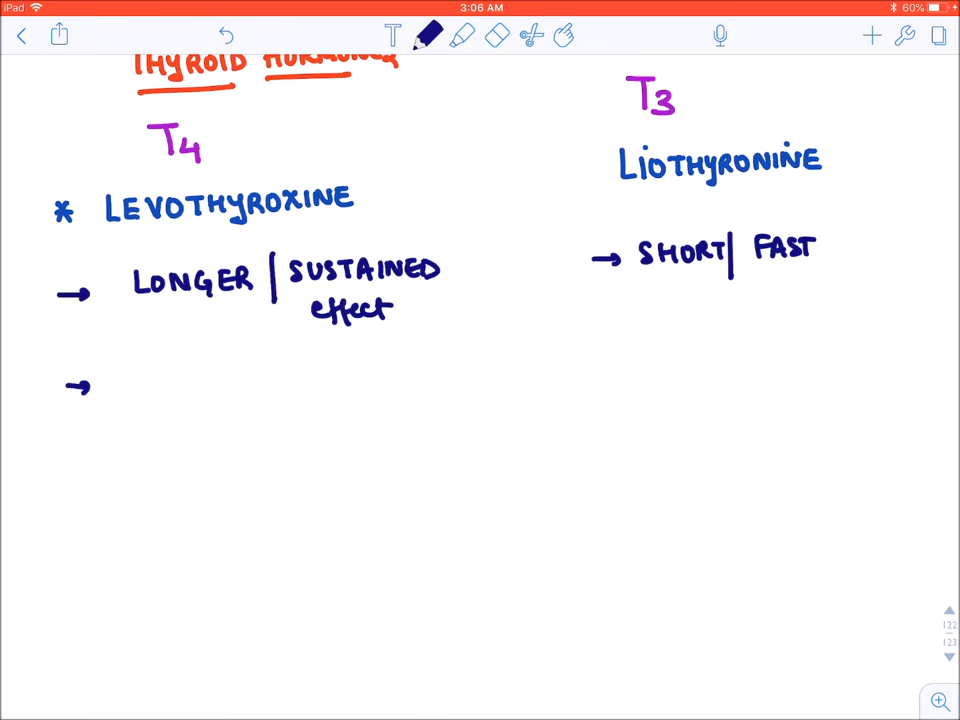 iPad 3:06 AM 60%
THYROID HORMONES
T4
T3
* LEVOTHYROXINE
LIOTHYRONINE
→ LONGER | SUSTAINED
effect
→ SHORT | FAST
→
122
123